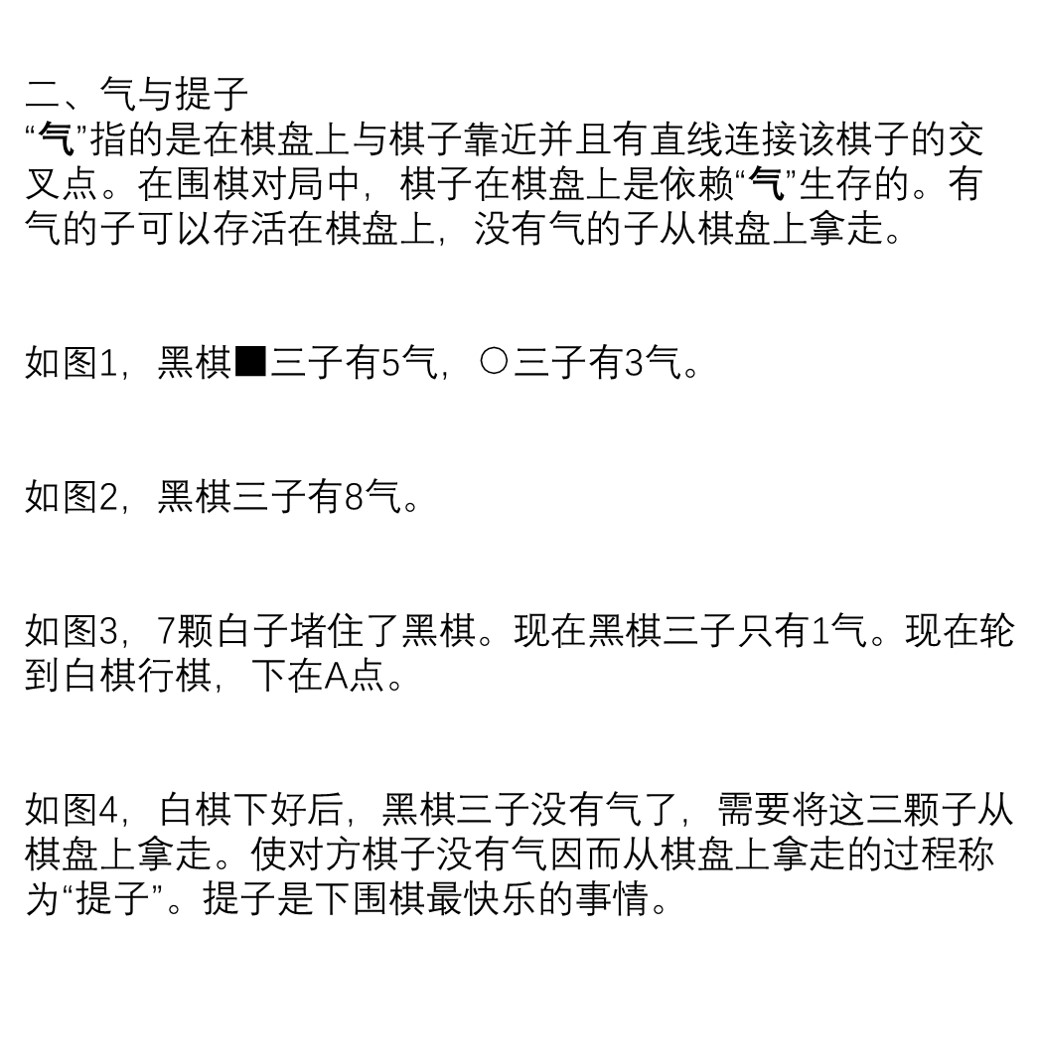 二、气与提子
“气”指的是在棋盘上与棋子靠近并且有直线连接该棋子的交
叉点。在围棋对局中，棋子在棋盘上是依赖“气”生存的。有
气的子可以存活在棋盘上，没有气的子从棋盘上拿走。
如图1，黑棋■三子有5气，○三子有3气。
如图2，黑棋三子有8气。
如图3，7颗白子堵住了黑棋。现在黑棋三子只有1气。现在轮
到白棋行棋，下在A点。
如图4，白棋下好后，黑棋三子没有气了，需要将这三颗子从
棋盘上拿走。使对方棋子没有气因而从棋盘上拿走的过程称
为“提子”。提子是下围棋最快乐的事情。